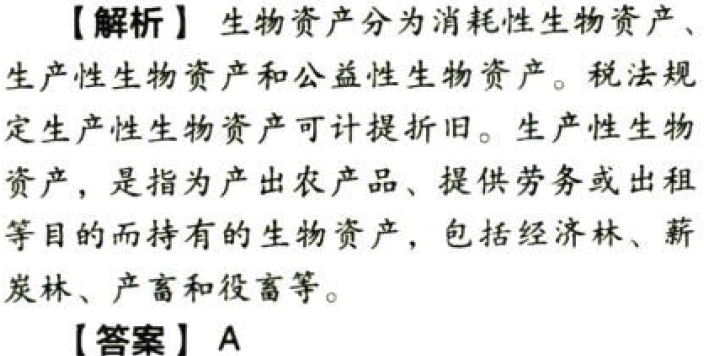 【解析】 生物资产分为消耗性生物资产、
生产性生物资产和公益性生物资产。税法规
定生产性生物资产可计提折旧。生产性生物
资产，是指为产出农产品、提供劳务或出租
等目的而持有的生物资产，包括经济林、薪
炭林、产畜和役畜等。
【答案】 A